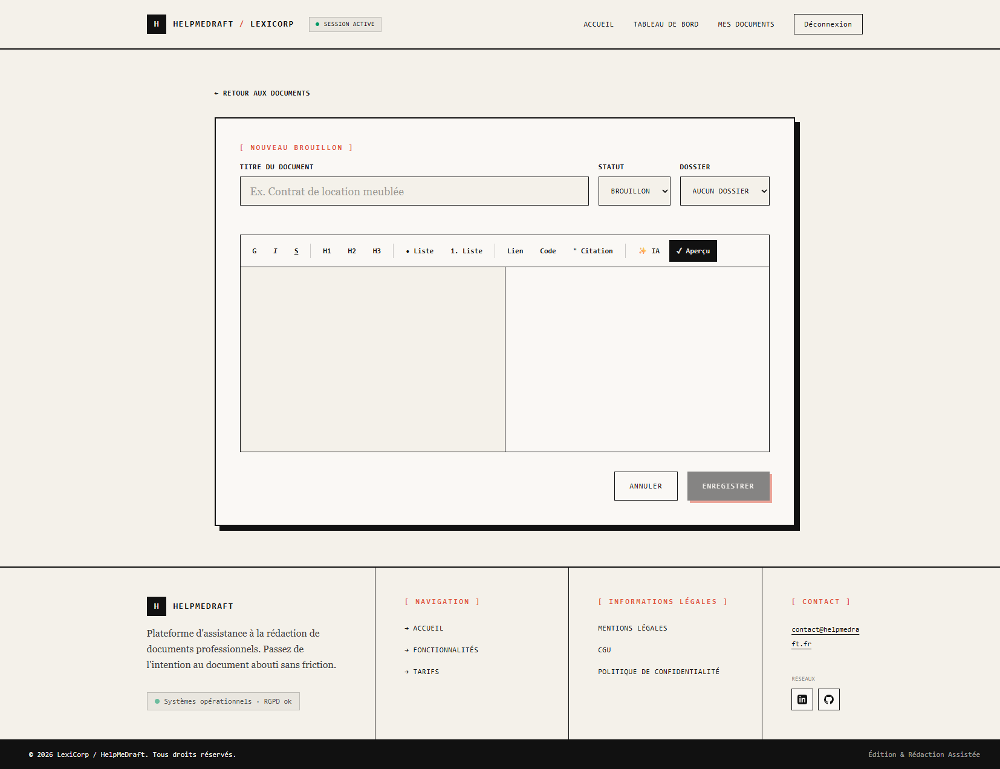 H HELPMEDRAFT / LEXICORP SESSION ACTIVE ACCUEIL TABLEAU DE BORD MES DOCUMENTS Déconnexion
← RETOUR AUX DOCUMENTS
[ NOUVEAU BROUILLON ]
TITRE DU DOCUMENT STATUT DOSSIER
Ex. Contrat de location meublée BROUILLON AUCUN DOSSIER
G I S H1 H2 H3 • Liste 1. Liste Lien Code " Citation ✨ IA ✓ Aperçu
ANNULER ENREGISTRER
H HELPMEDRAFT
Plateforme d'assistance à la rédaction de
documents professionnels. Passez de
l'intention au document abouti sans friction.
Systèmes opérationnels · RGPD ok
[ NAVIGATION ]
→ ACCUEIL
→ FONCTIONNALITÉS
→ TARIFS
[ INFORMATIONS LÉGALES ]
MENTIONS LÉGALES
CGU
POLITIQUE DE CONFIDENTIALITÉ
[ CONTACT ]
contact@helpmedra
ft.fr
RÉSEAUX
in
© 2026 LexiCorp / HelpMeDraft. Tous droits réservés. Édition & Rédaction Assistée